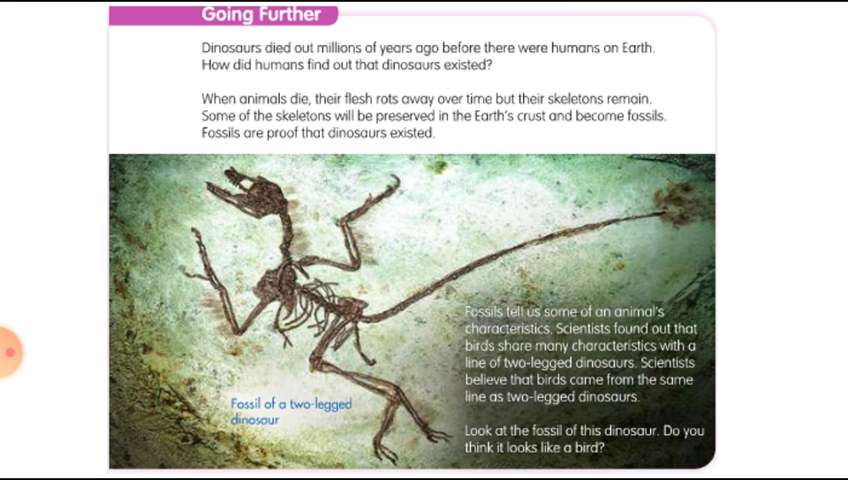 Going Further
Dinosaurs died out millions of years ago before there were humans on Earth.
How did humans find out that dinosaurs existed?
When animals die, their flesh rots away over time but their skeletons remain.
Some of the skeletons will be preserved in the Earth's crust and become fossils.
Fossils are proof that dinosaurs existed.
Fossils tell us some of an animal's
characteristics. Scientists found out that
birds share many characteristics with a
line of two-legged dinosaurs. Scientists
believe that birds came from the same
line as two-legged dinosaurs.
Fossil of a two-legged
dinosaur
Look at the fossil of this dinosaur. Do you
think it looks like a bird?